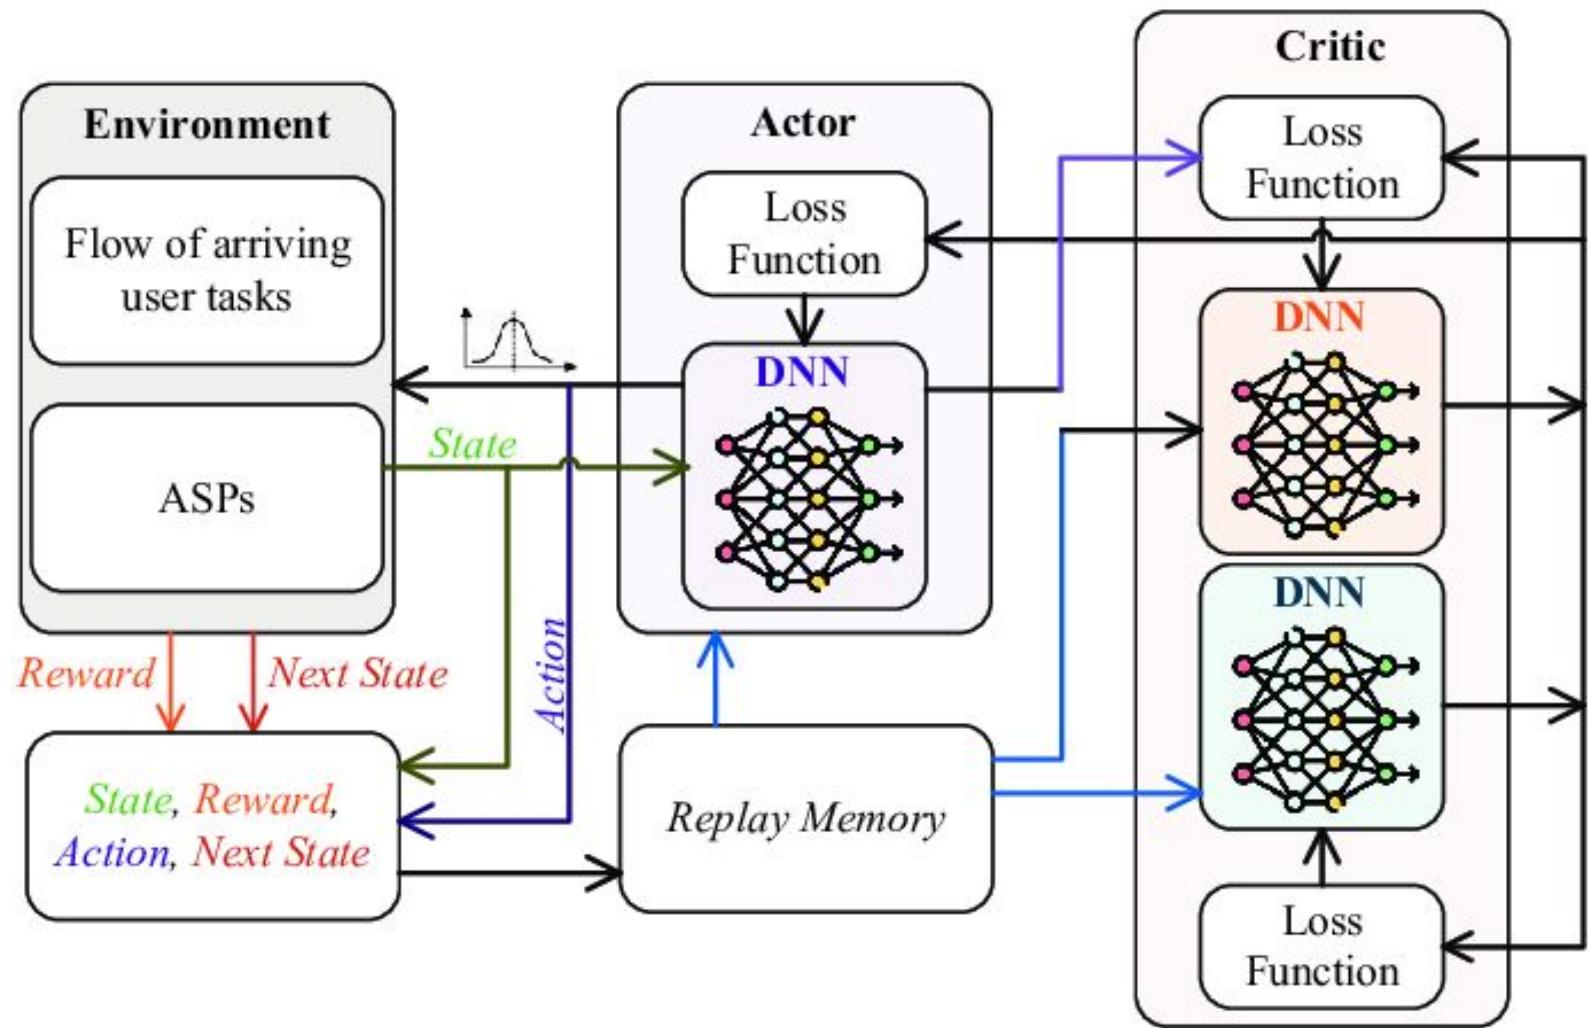 Environment
Flow of arriving
user tasks
ASPs
State
Reward
Next State
Action
State, Reward,
Action, Next State
Actor
Loss
Function
DNN
Replay Memory
Critic
Loss
Function
DNN
DNN
Loss
Function